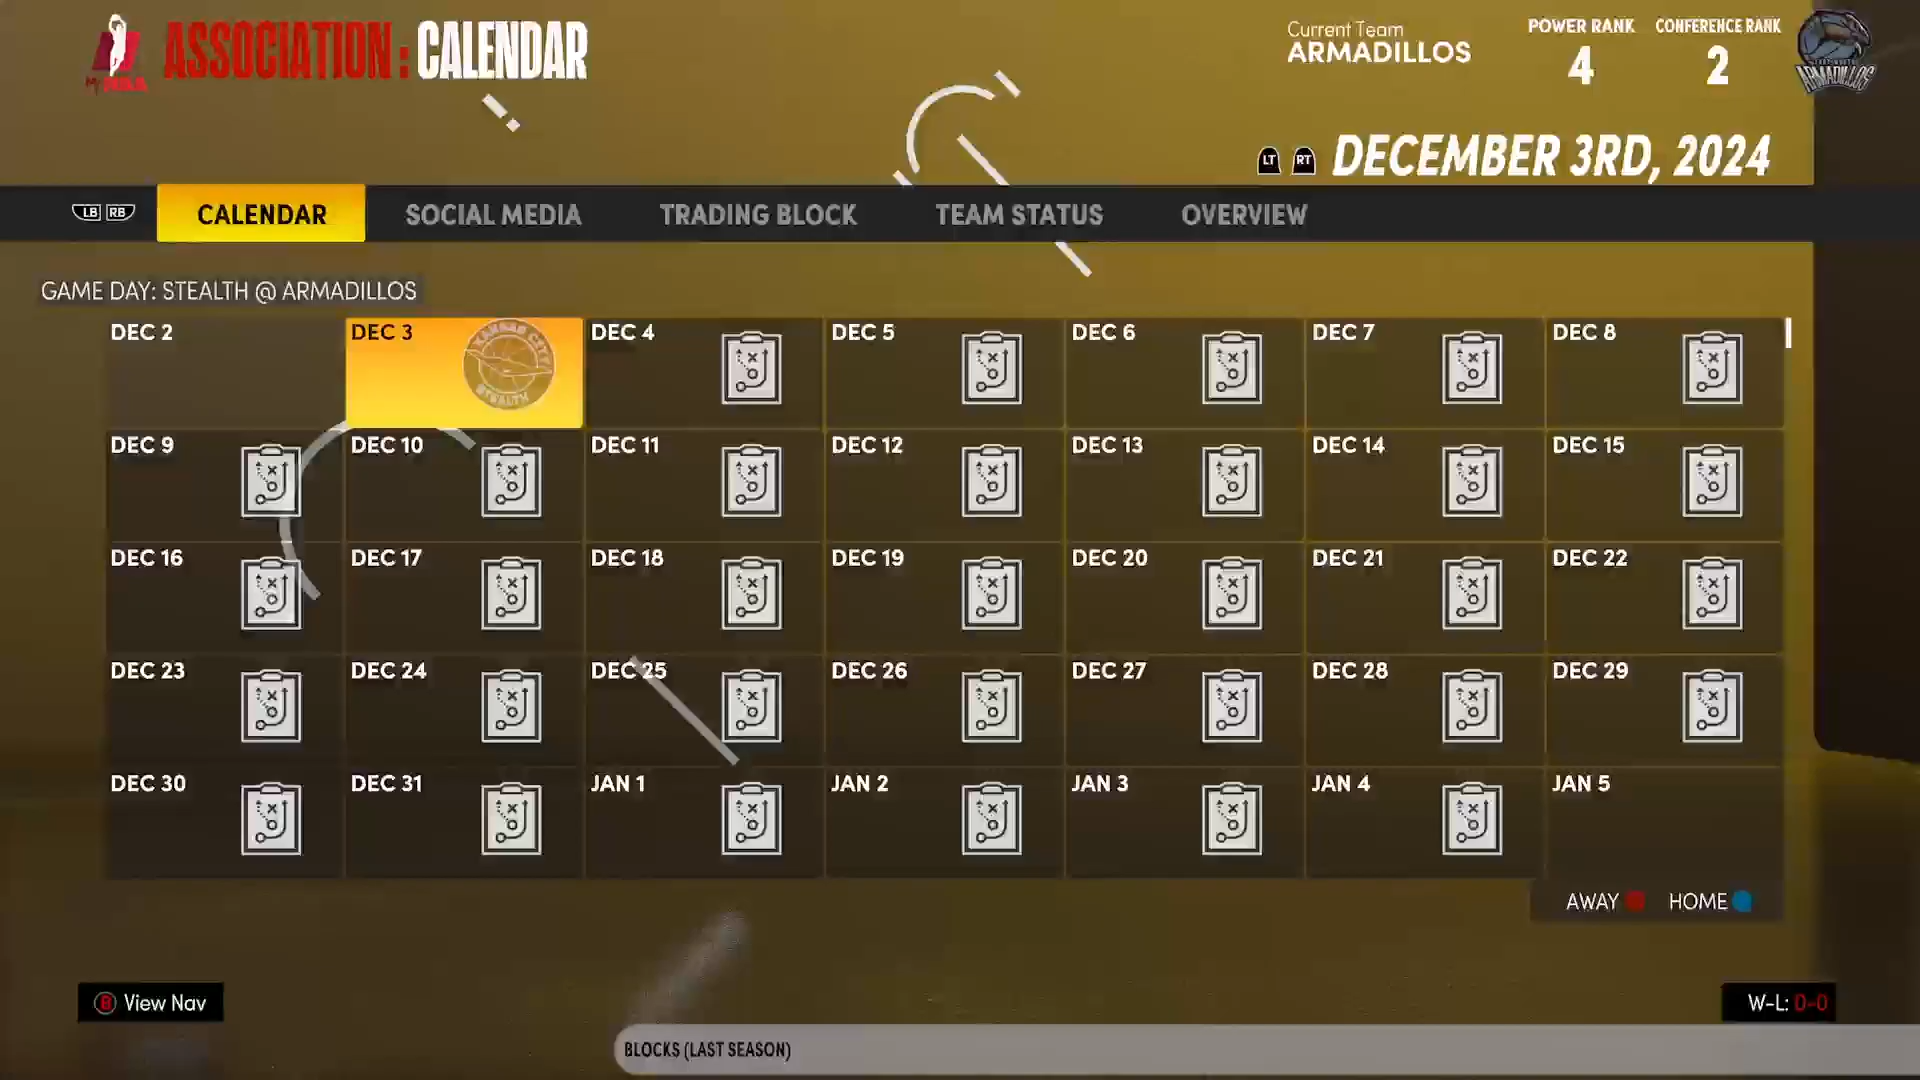 ASSOCIATION: CALENDAR
Current Team
ARMADILLOS
POWER RANK
4
CONFERENCE RANK
2
ARMADILLOS
LT RT DECEMBER 3RD, 2024
LB RB CALENDAR SOCIAL MEDIA TRADING BLOCK TEAM STATUS OVERVIEW
GAME DAY: STEALTH @ ARMADILLOS
DEC 2 DEC 3 DEC 4 DEC 5 DEC 6 DEC 7 DEC 8
KANSAS CITY
STEALTH
DEC 9 DEC 10 DEC 11 DEC 12 DEC 13 DEC 14 DEC 15
DEC 16 DEC 17 DEC 18 DEC 19 DEC 20 DEC 21 DEC 22
DEC 23 DEC 24 DEC 25 DEC 26 DEC 27 DEC 28 DEC 29
DEC 30 DEC 31 JAN 1 JAN 2 JAN 3 JAN 4 JAN 5
AWAY HOME
B View Nav
W-L: 0-0
BLOCKS (LAST SEASON)